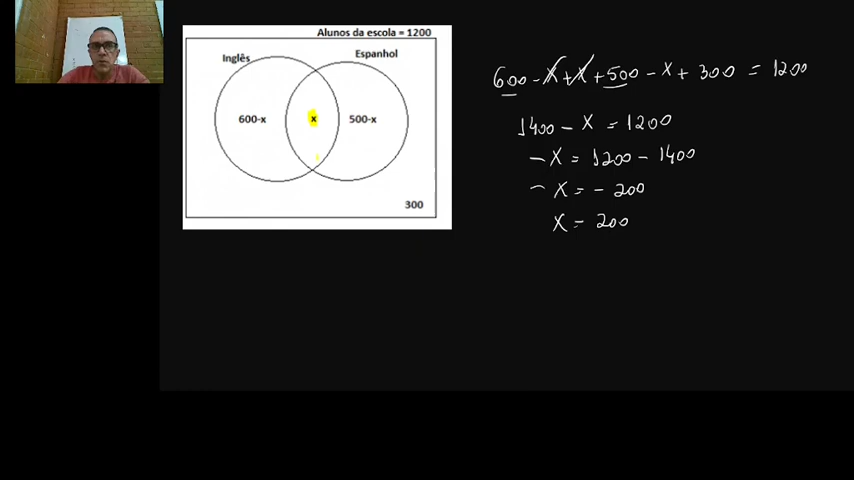 Alunos da escola = 1200
Inglês
Espanhol
600-x
x
500-x
300
600 - x + x + 500 - x + 300 = 1200
1400 - x = 1200
- x = 1200 - 1400
- x = - 200
x = 200